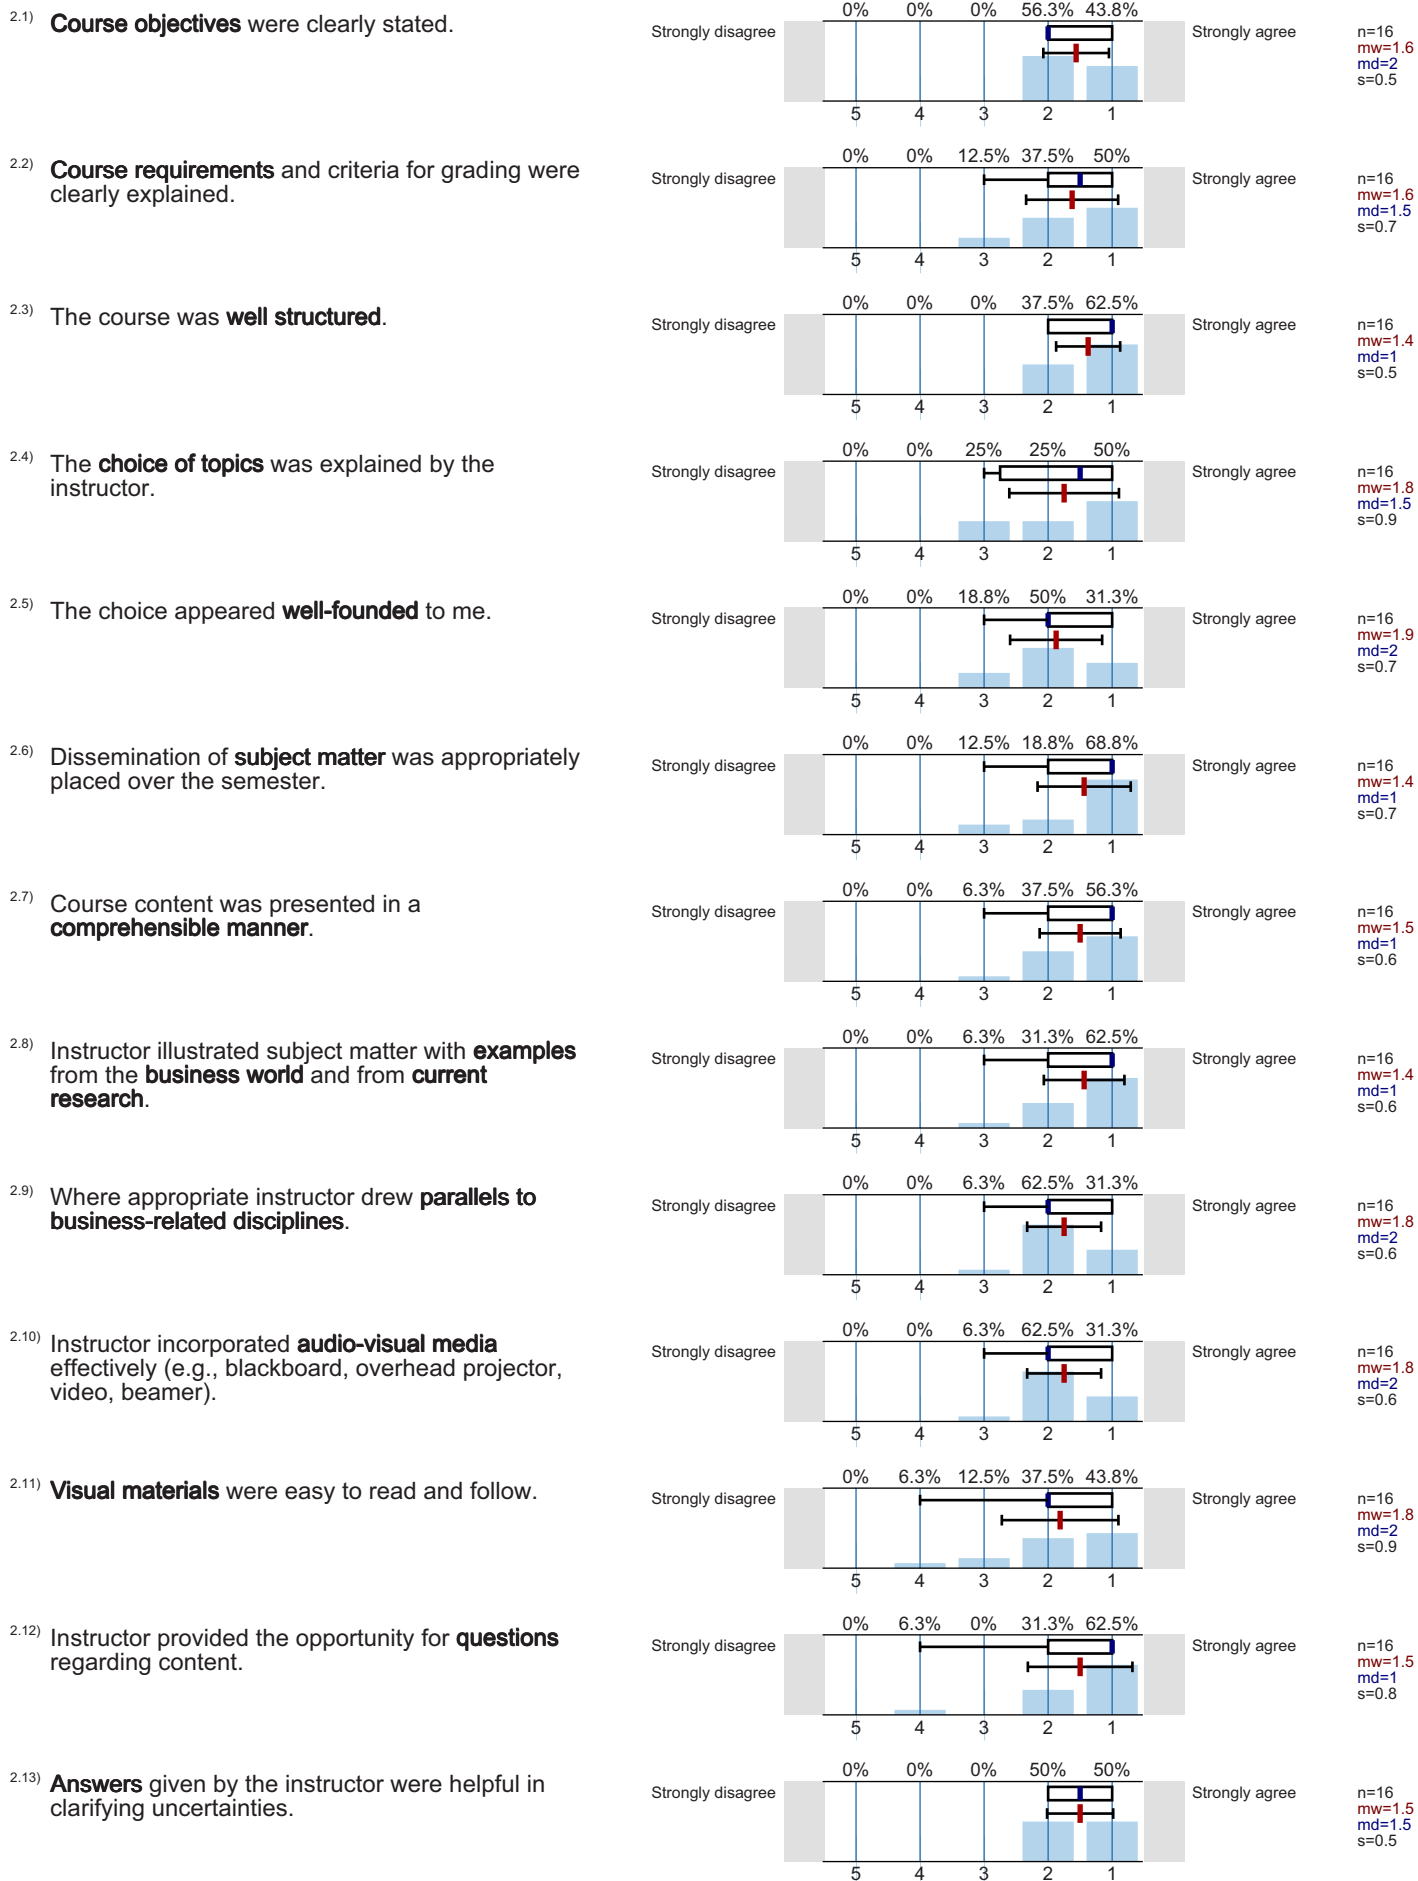 2.1) Course objectives were clearly stated.
0% 0% 0% 56.3% 43.8%
Strongly disagree Strongly agree
n=16
mw=1.6
md=2
s=0.5
5 4 3 2 1
2.2) Course requirements and criteria for grading were
clearly explained.
0% 0% 12.5% 37.5% 50%
Strongly disagree Strongly agree
n=16
mw=1.6
md=1.5
s=0.7
5 4 3 2 1
2.3) The course was well structured.
0% 0% 0% 37.5% 62.5%
Strongly disagree Strongly agree
n=16
mw=1.4
md=1
s=0.5
5 4 3 2 1
2.4) The choice of topics was explained by the
instructor.
0% 0% 25% 25% 50%
Strongly disagree Strongly agree
n=16
mw=1.8
md=1.5
s=0.9
5 4 3 2 1
2.5) The choice appeared well-founded to me.
0% 0% 18.8% 50% 31.3%
Strongly disagree Strongly agree
n=16
mw=1.9
md=2
s=0.7
5 4 3 2 1
2.6) Dissemination of subject matter was appropriately
placed over the semester.
0% 0% 12.5% 18.8% 68.8%
Strongly disagree Strongly agree
n=16
mw=1.4
md=1
s=0.7
5 4 3 2 1
2.7) Course content was presented in a
comprehensible manner.
0% 0% 6.3% 37.5% 56.3%
Strongly disagree Strongly agree
n=16
mw=1.5
md=1
s=0.6
5 4 3 2 1
2.8) Instructor illustrated subject matter with examples
from the business world and from current
research.
0% 0% 6.3% 31.3% 62.5%
Strongly disagree Strongly agree
n=16
mw=1.4
md=1
s=0.6
5 4 3 2 1
2.9) Where appropriate instructor drew parallels to
business-related disciplines.
0% 0% 6.3% 62.5% 31.3%
Strongly disagree Strongly agree
n=16
mw=1.8
md=2
s=0.6
5 4 3 2 1
2.10) Instructor incorporated audio-visual media
effectively (e.g., blackboard, overhead projector,
video, beamer).
0% 0% 6.3% 62.5% 31.3%
Strongly disagree Strongly agree
n=16
mw=1.8
md=2
s=0.6
5 4 3 2 1
2.11) Visual materials were easy to read and follow.
0% 6.3% 12.5% 37.5% 43.8%
Strongly disagree Strongly agree
n=16
mw=1.8
md=2
s=0.9
5 4 3 2 1
2.12) Instructor provided the opportunity for questions
regarding content.
0% 6.3% 0% 31.3% 62.5%
Strongly disagree Strongly agree
n=16
mw=1.5
md=1
s=0.8
5 4 3 2 1
2.13) Answers given by the instructor were helpful in
clarifying uncertainties.
0% 0% 0% 50% 50%
Strongly disagree Strongly agree
n=16
mw=1.5
md=1.5
s=0.5
5 4 3 2 1